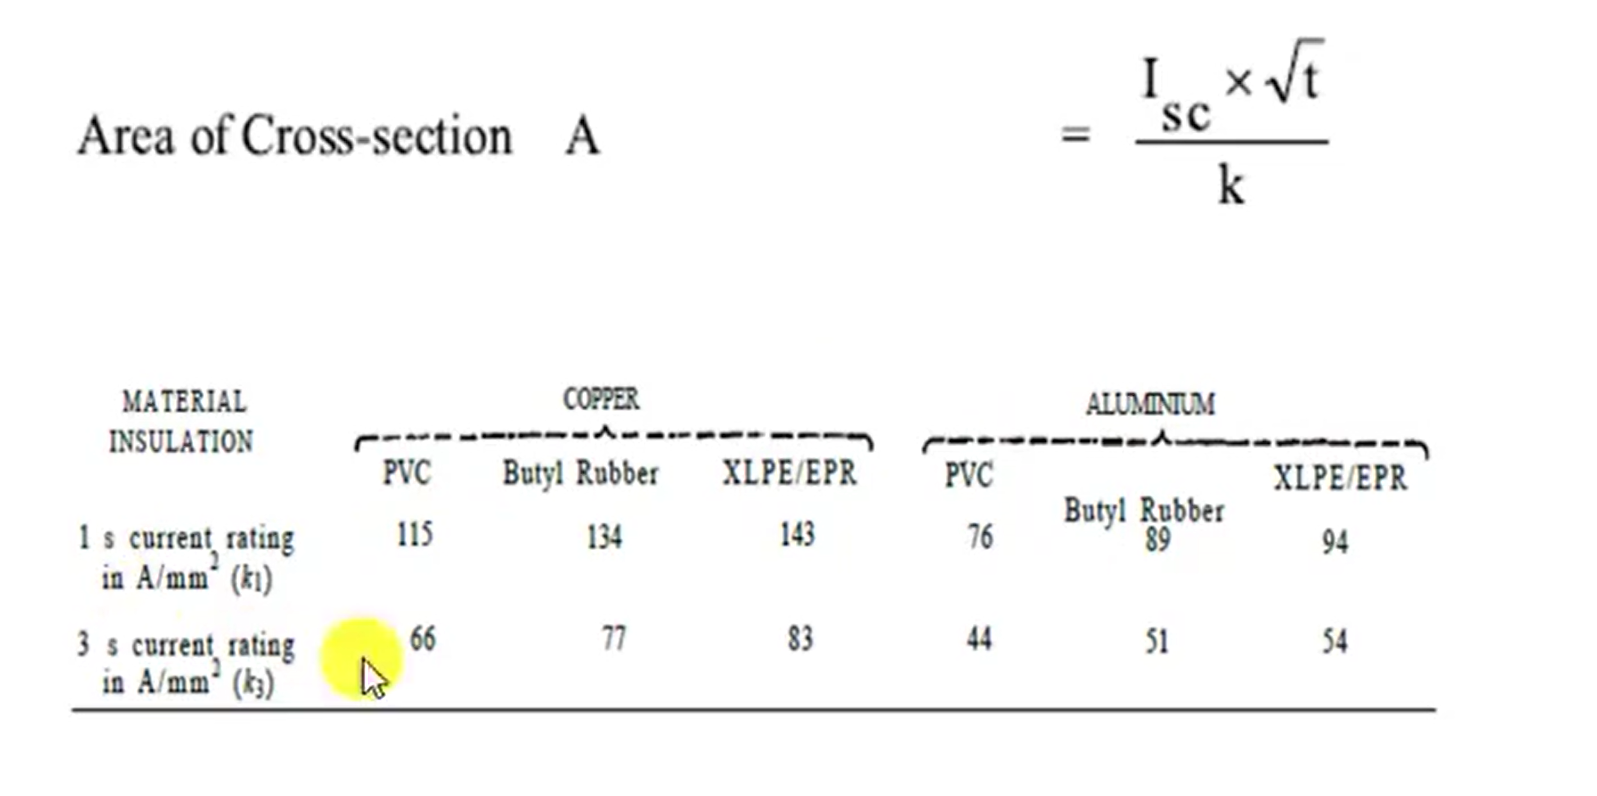 Area of Cross-section A = I sc × √t
k
MATERIAL INSULATION
COPPER
ALUMINIUM
PVC Butyl Rubber XLPE/EPR PVC Butyl Rubber XLPE/EPR
1 s current rating 115 134 143 76 89 94
in A/mm² (k1)
3 s current rating 66 77 83 44 51 54
in A/mm² (k3)